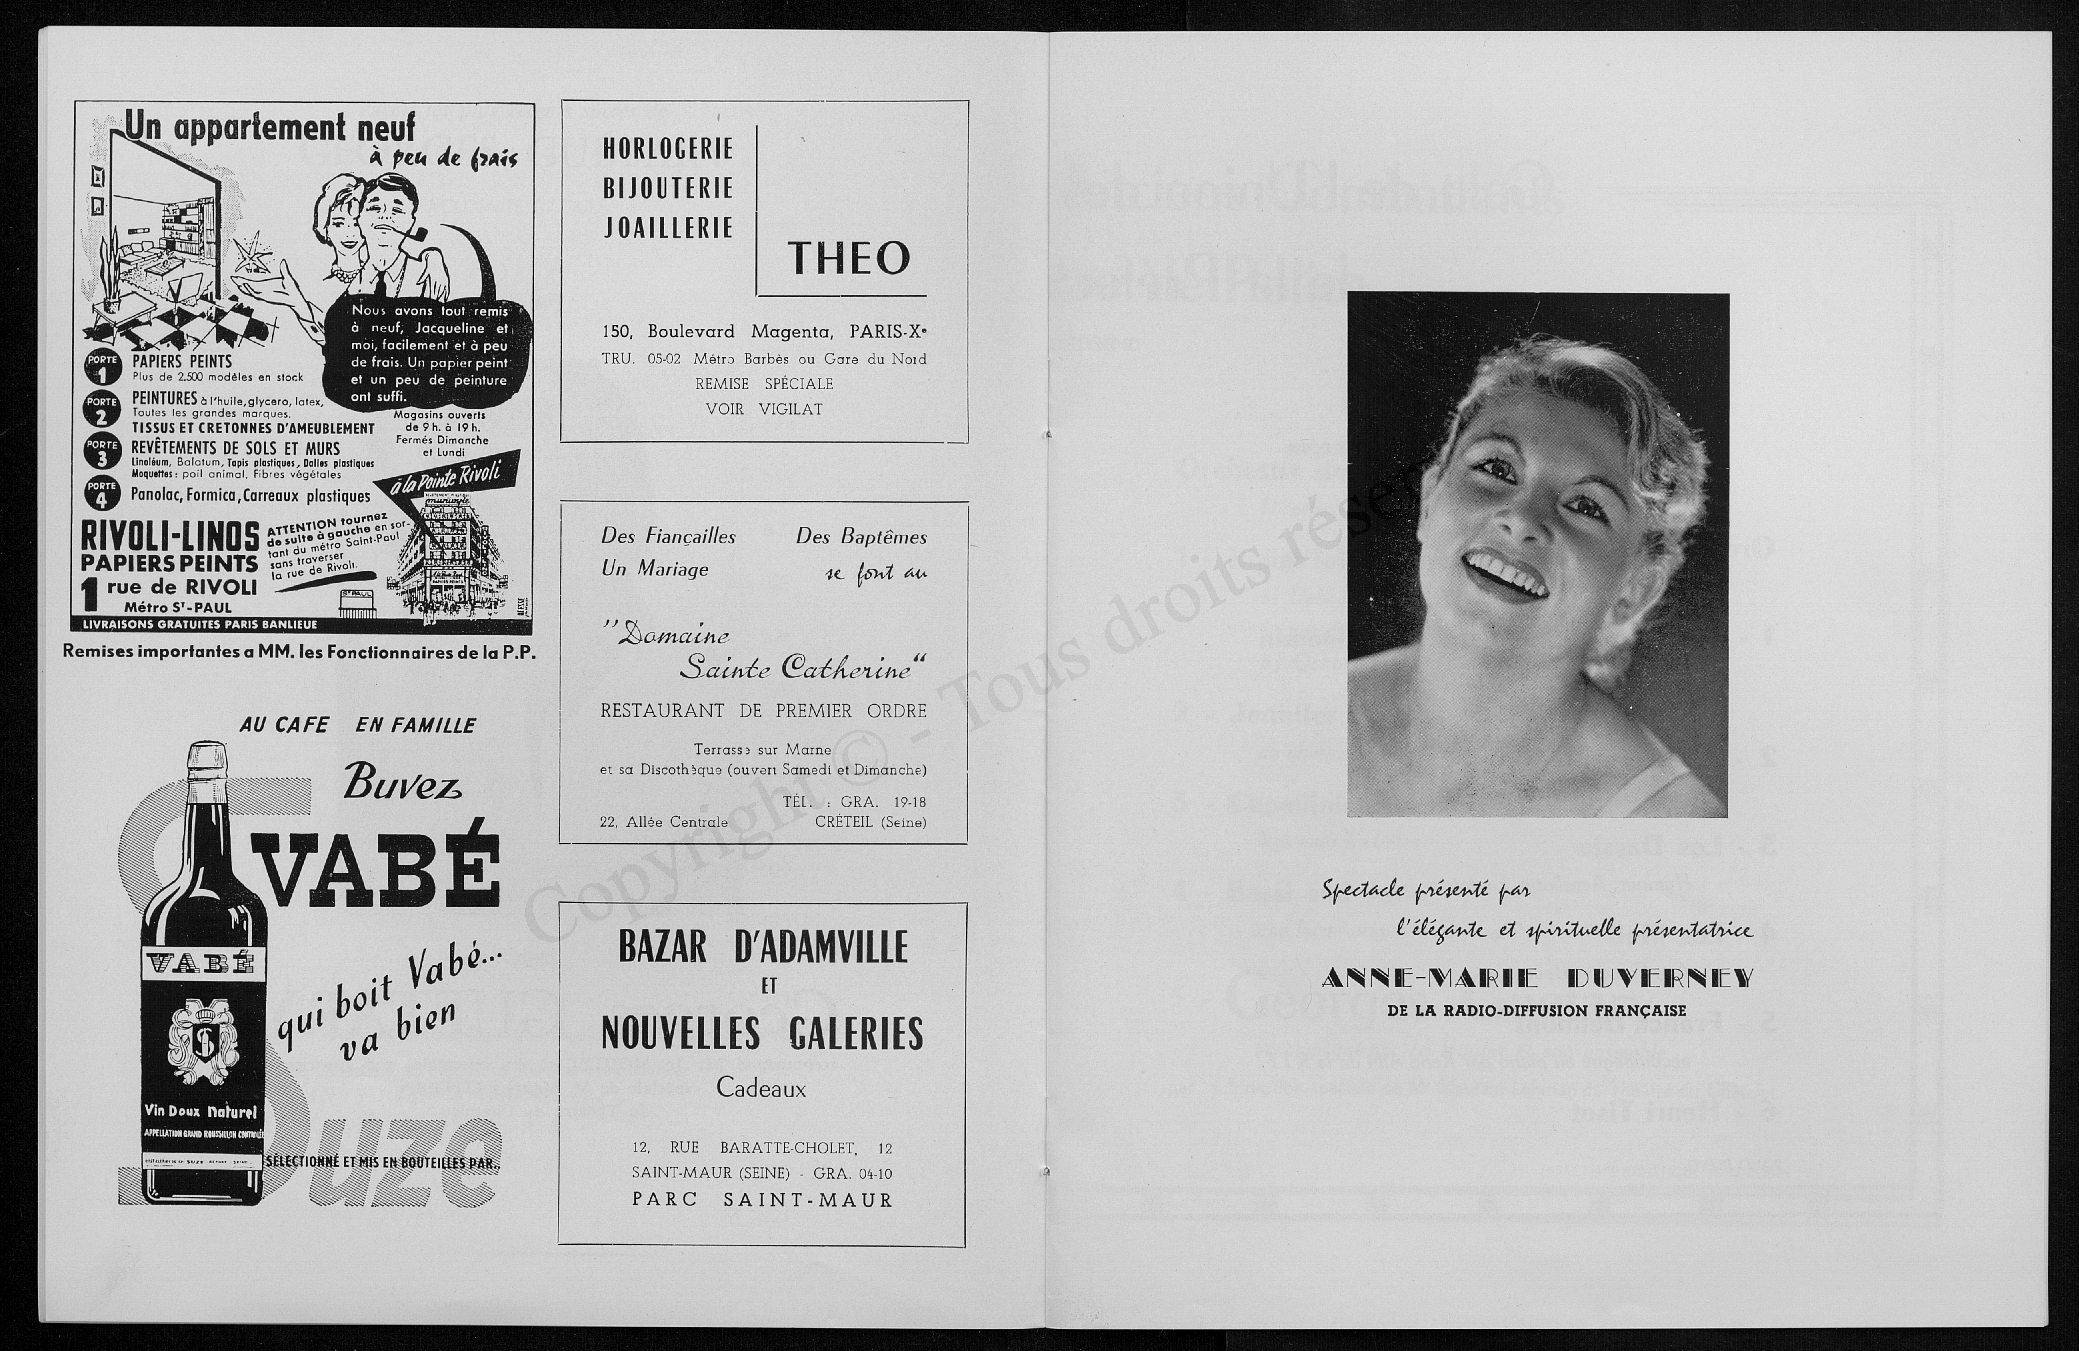 Un appartement neuf
à peu de frais
Nous avons tout remis
à neuf, Jacqueline et
moi, facilement et à peu
de frais. Un papier peint
et un peu de peinture
ont suffi.
PORTE 1
PAPIERS PEINTS
Plus de 2.500 modèles en stock
PORTE 2
PEINTURES à l'huile, glycero, latex,
Toutes les grandes marques.
TISSUS ET CRETONNES D'AMEUBLEMENT
PORTE 3
REVÊTEMENTS DE SOLS ET MURS
Linoléum, Balatum, Tapis plastiques, Dalles plastiques
Moquettes : poil animal, Fibres végétales
PORTE 4
Panolac, Formica, Carreaux plastiques
Magasins ouverts
de 9 h. à 19 h.
Fermés Dimanche
et Lundi
à la Pointe Rivoli
RIVOLI-LINOS
PAPIERS PEINTS
1 rue de RIVOLI
Métro Sᵀ-PAUL
ATTENTION tournez
de suite à gauche en sor-
tant du métro Saint-Paul
sans traverser
la rue de Rivoli.
Sᵀ PAUL
LIVRAISONS GRATUITES PARIS BANLIEUE
Remises importantes a MM. les Fonctionnaires de la P.P.
AU CAFE EN FAMILLE
Buvez
VABÉ
qui boit Vabé...
va bien
VABÉ
Vin Doux Naturel
APPELLATION GRAND ROUSSILLON CONTROLÉE
SÉLECTIONNÉ ET MIS EN BOUTEILLES PAR..
Suze
HORLOGERIE
BIJOUTERIE
JOAILLERIE
THEO
150, Boulevard Magenta, PARIS-Xᵉ
TRU. 05-02 Métro Barbès ou Gare du Nord
REMISE SPÉCIALE
VOIR VIGILAT
Des Fiançailles Des Baptêmes
Un Mariage se font au
"Domaine
Sainte Catherine"
RESTAURANT DE PREMIER ORDRE
Terrasse sur Marne
et sa Discothèque (ouvert Samedi et Dimanche)
TÉL. : GRA. 19-18
22, Allée Centrale CRÉTEIL (Seine)
BAZAR D'ADAMVILLE
ET
NOUVELLES GALERIES
Cadeaux
12, RUE BARATTE-CHOLET, 12
SAINT-MAUR (SEINE) - GRA. 04-10
PARC SAINT-MAUR
Spectacle présenté par
l'élégante et spirituelle présentatrice
ANNE-MARIE DUVERNEY
DE LA RADIO-DIFFUSION FRANÇAISE
Copyright © - Tous droits réser